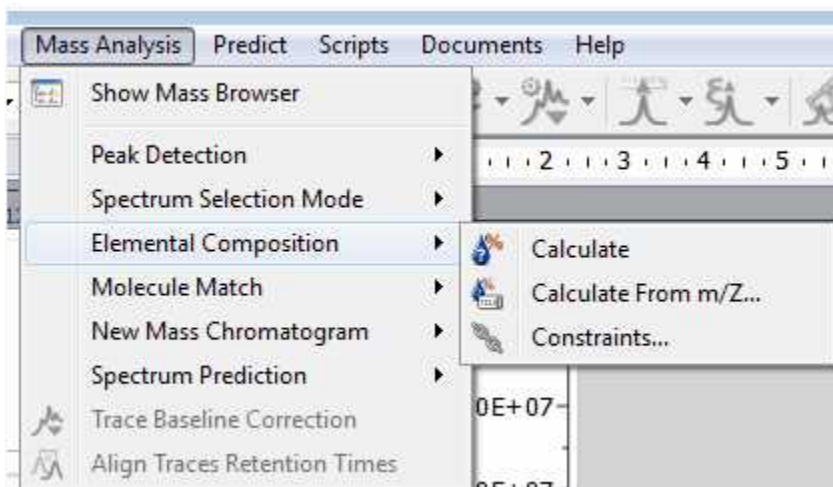 Mass Analysis Predict Scripts Documents Help
Show Mass Browser
Peak Detection
Spectrum Selection Mode
Elemental Composition
Molecule Match
New Mass Chromatogram
Spectrum Prediction
Trace Baseline Correction
Align Traces Retention Times
Calculate
Calculate From m/Z...
Constraints...
2 3 4 5
0E+07